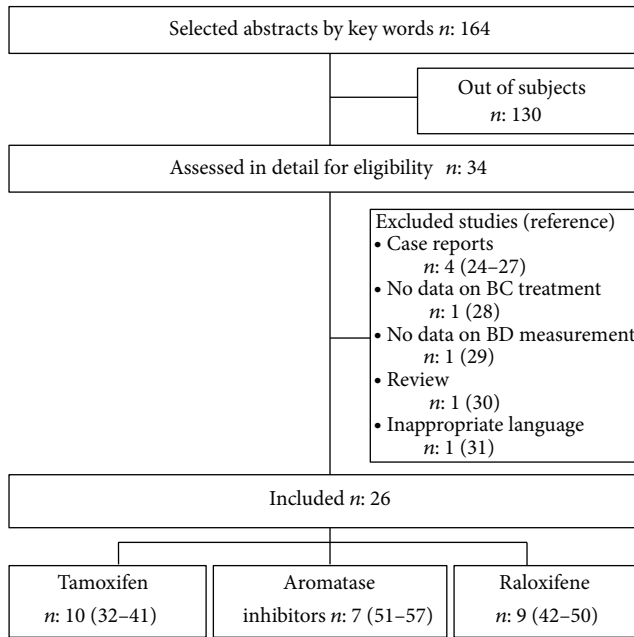 Selected abstracts by key words n: 164
Out of subjects
n: 130
Assessed in detail for eligibility n: 34
Excluded studies (reference)
• Case reports
n: 4 (24–27)
• No data on BC treatment
n: 1 (28)
• No data on BD measurement
n: 1 (29)
• Review
n: 1 (30)
• Inappropriate language
n: 1 (31)
Included n: 26
Tamoxifen
n: 10 (32–41)
Aromatase
inhibitors n: 7 (51–57)
Raloxifene
n: 9 (42–50)